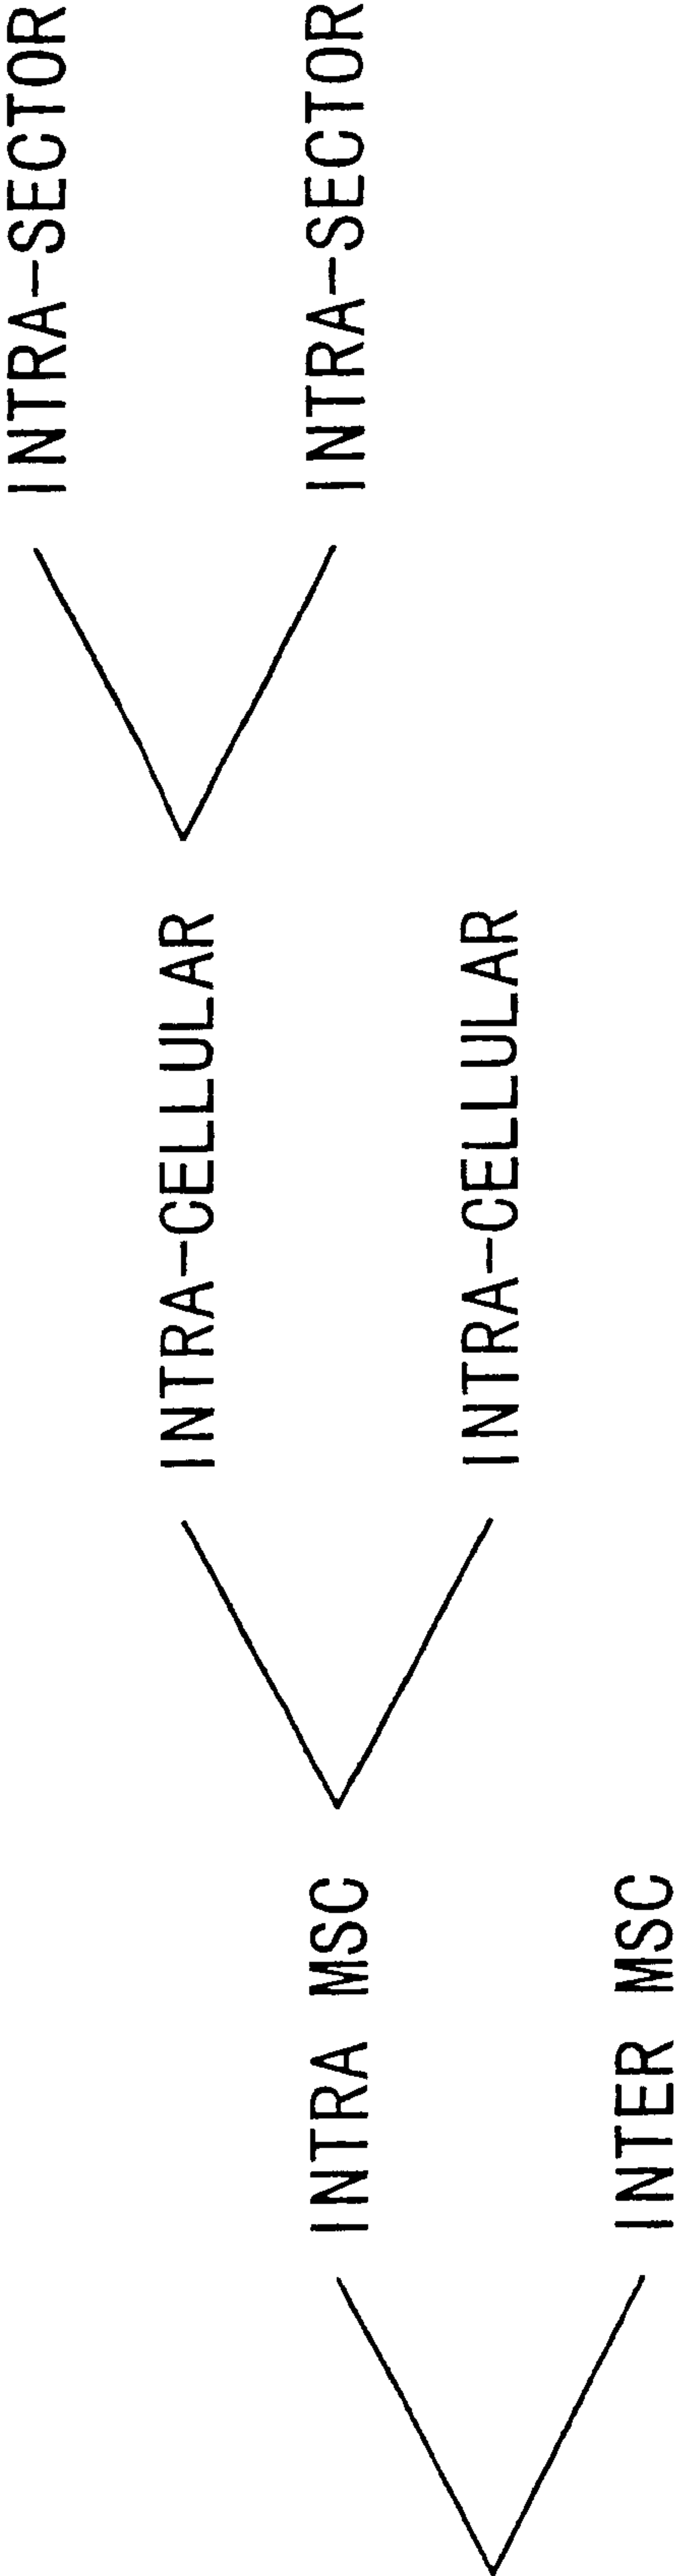 INTRA-SECTOR
INTRA-CELLULAR
INTRA-SECTOR
INTRA MSC
INTRA-CELLULAR
INTER MSC